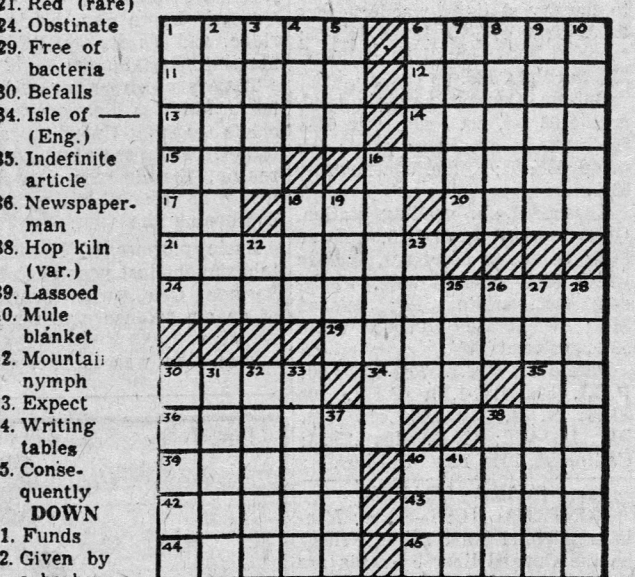 21. Red (rare)
24. Obstinate
29. Free of
bacteria
30. Befalls
34. Isle of ——
(Eng.)
35. Indefinite
article
36. Newspaper-
man
38. Hop kiln
(var.)
39. Lassoed
40. Mule
blanket
42. Mountain
nymph
43. Expect
44. Writing
tables
45. Conse-
quently
DOWN
1. Funds
2. Given by
1 2 3 4 5 6 7 8 9 10
11 12
13 14
15 16
17 18 19 20
21 22 23
24 25 26 27 28
29
30 31 32 33 34 35
36 37 38
39 40 41
42 43
44 45